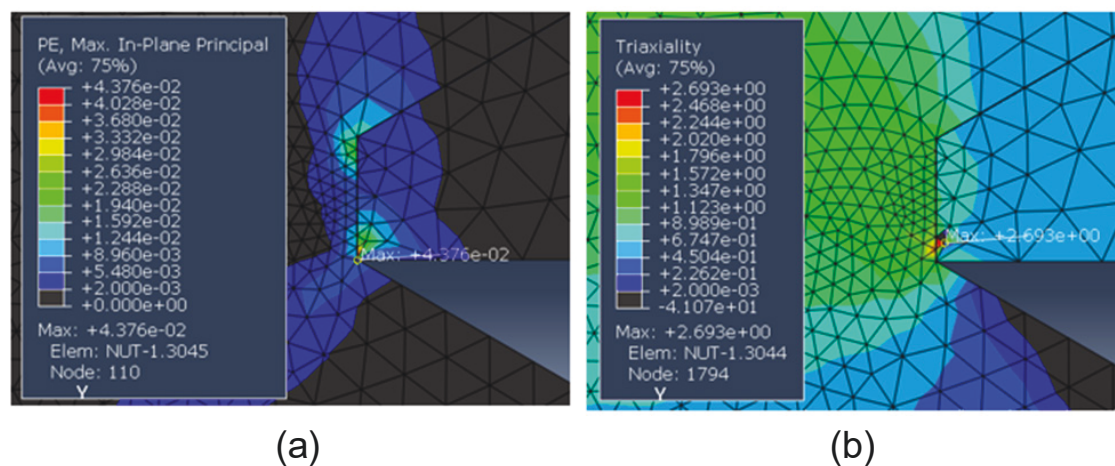 PE, Max. In-Plane Principal
(Avg: 75%)
+4.376e-02
+4.028e-02
+3.680e-02
+3.332e-02
+2.984e-02
+2.636e-02
+2.288e-02
+1.940e-02
+1.592e-02
+1.244e-02
+8.960e-03
+5.480e-03
+2.000e-03
+0.000e+00
Max: +4.376e-02
Elem: NUT-1.3045
Node: 110
Y
Max: +4.376e-02
(a)
Triaxiality
(Avg: 75%)
+2.693e+00
+2.468e+00
+2.244e+00
+2.020e+00
+1.796e+00
+1.572e+00
+1.347e+00
+1.123e+00
+8.989e-01
+6.747e-01
+4.504e-01
+2.262e-01
+2.000e-03
-4.107e+01
Max: +2.693e+00
Elem: NUT-1.3044
Node: 1794
Y
Max: +2.693e+00
(b)